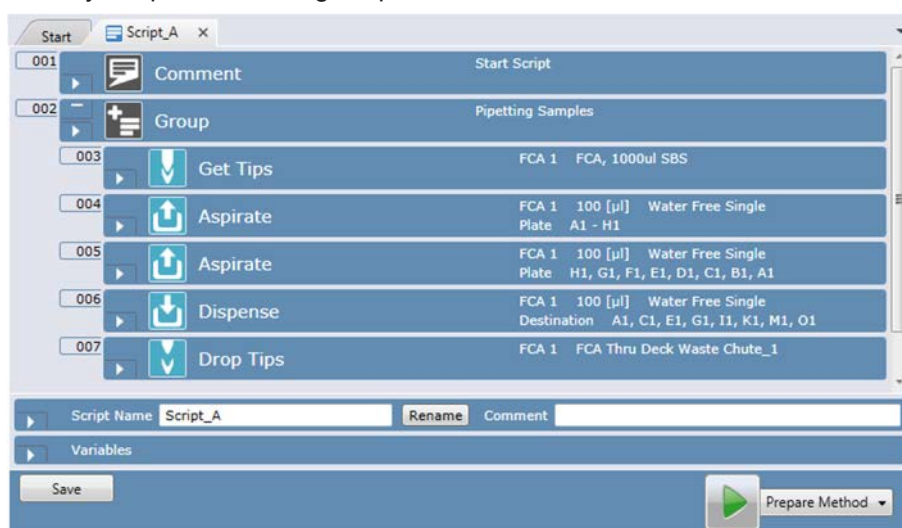 Start Script_A ×
001 Comment Start Script
002 Group Pipetting Samples
003 Get Tips FCA 1 FCA, 1000ul SBS
004 Aspirate FCA 1 100 [µl] Water Free Single
Plate A1 - H1
005 Aspirate FCA 1 100 [µl] Water Free Single
Plate H1, G1, F1, E1, D1, C1, B1, A1
006 Dispense FCA 1 100 [µl] Water Free Single
Destination A1, C1, E1, G1, I1, K1, M1, O1
007 Drop Tips FCA 1 FCA Thru Deck Waste Chute_1
Script Name Script_A Rename Comment
Variables
Save Prepare Method